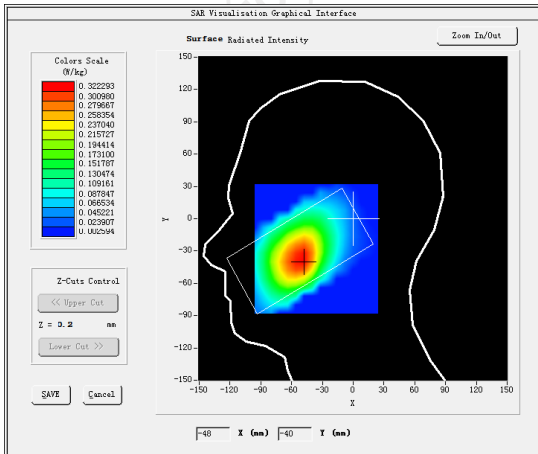 SAR Visualisation Graphical Interface
Surface Radiated Intensity
Zoom In/Out
Colors Scale
(W/kg)
0.322293
0.300980
0.279667
0.258354
0.237040
0.215727
0.194414
0.173100
0.151787
0.130474
0.109161
0.087847
0.066534
0.045221
0.023907
0.002594
Z-Cuts Control
<< Upper Cut
Z = 0.2 mm
Lower Cut >>
SAVE Cancel
150
120
90
60
30
0
-30
-60
-90
-120
-150
Y
-150 -120 -90 -60 -30 0 30 60 90 120 150
X
-48 X (mm) -40 Y (mm)